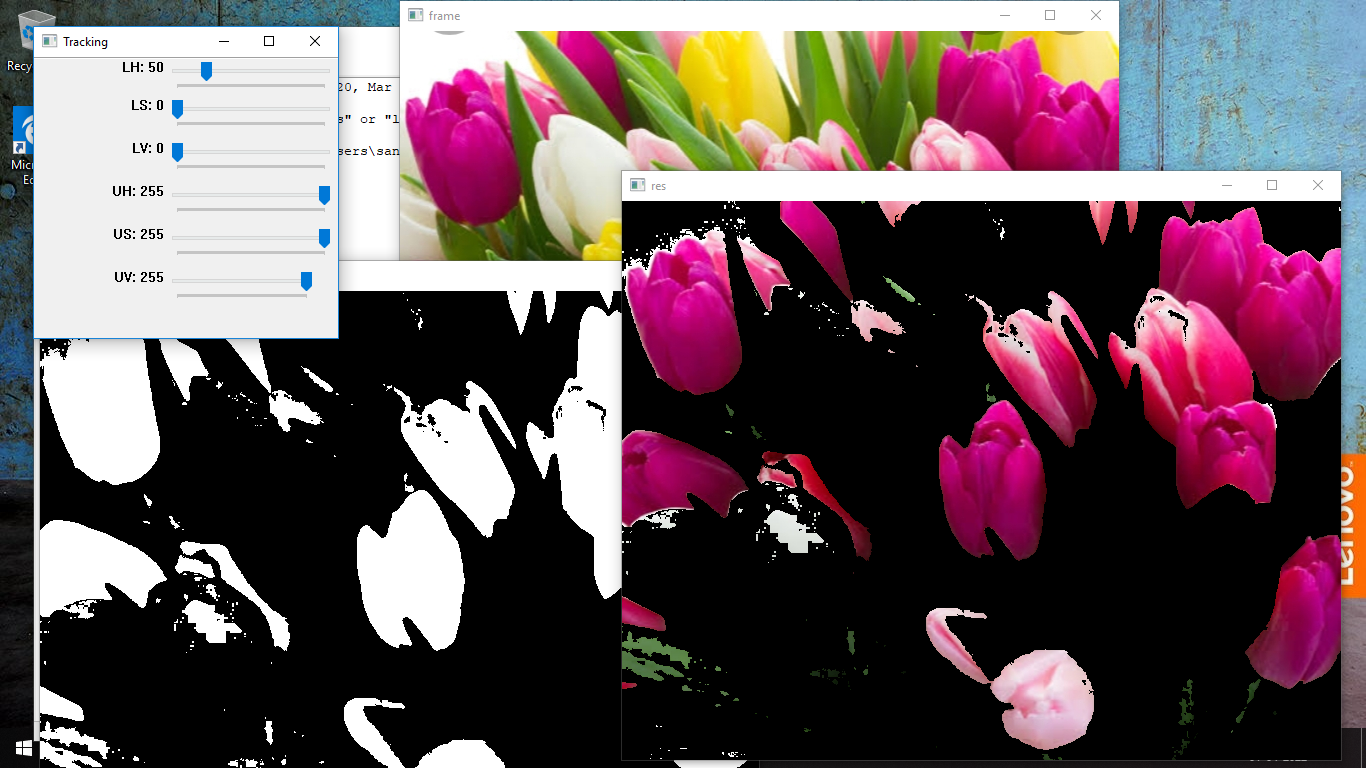 frame
Recy
Tracking
LH: 50
LS: 0
LV: 0
UH: 255
US: 255
UV: 255
20, Mar
s" or "l
sers\san
Micr
Ed
res
Lenovo